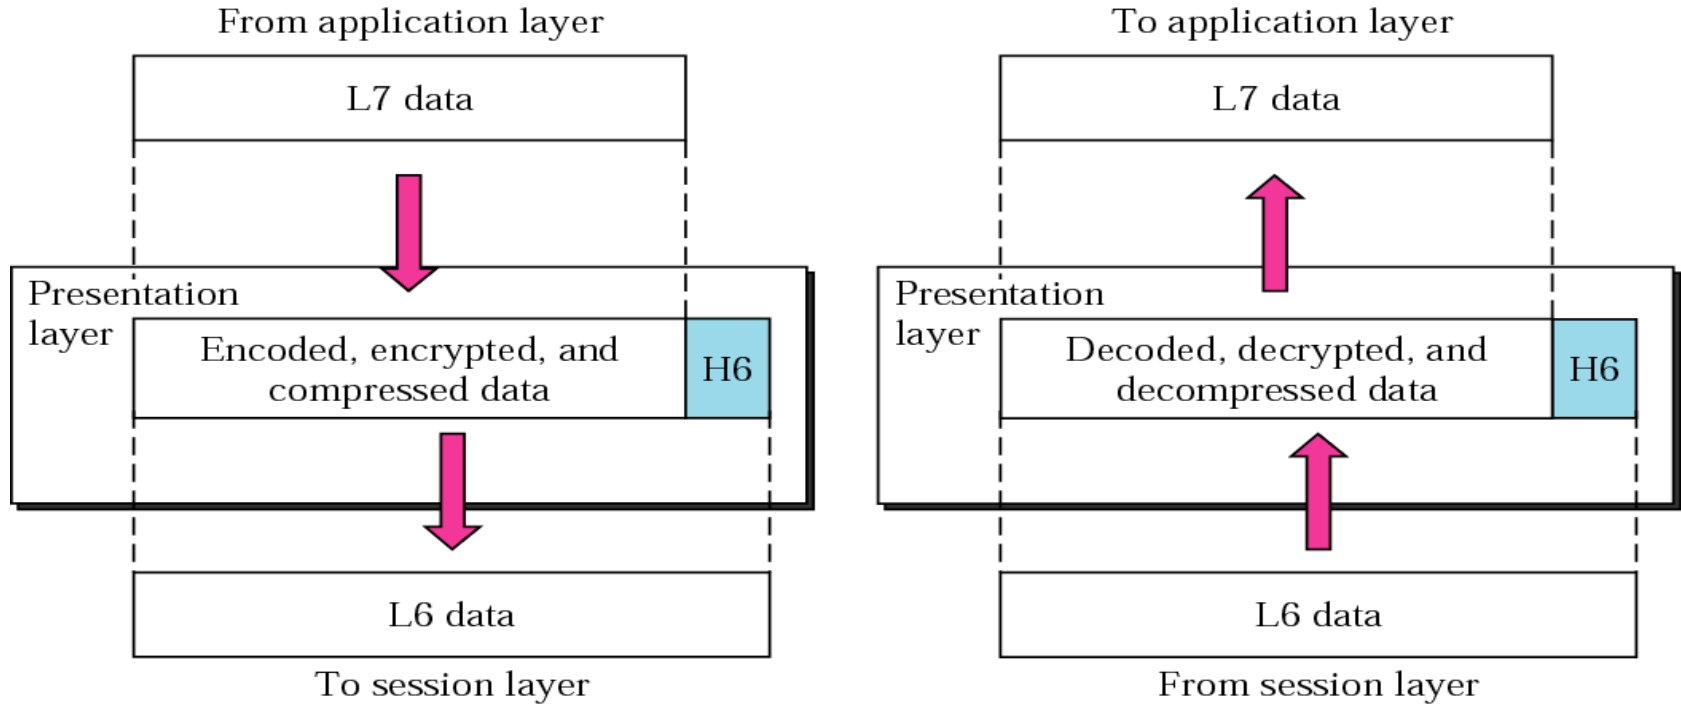 From application layer
L7 data
Presentation
layer
Encoded, encrypted, and
compressed data
H6
L6 data
To session layer
To application layer
L7 data
Presentation
layer
Decoded, decrypted, and
decompressed data
H6
L6 data
From session layer